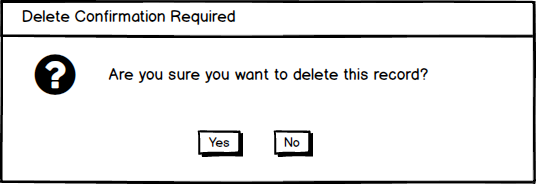 Delete Confirmation Required
Are you sure you want to delete this record?
Yes No